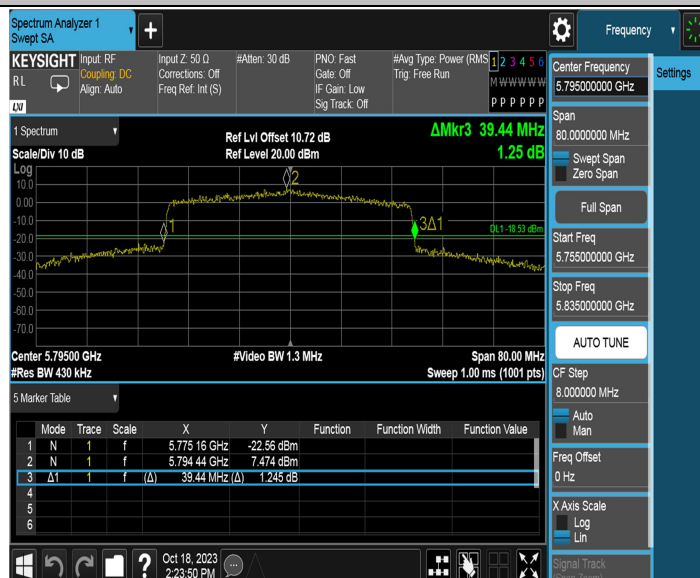 Spectrum Analyzer 1
Swept SA
Frequency
KEYSIGHT
RL
LXI
Input: RF
Coupling: DC
Align: Auto
Input Z: 50 Ω
Corrections: Off
Freq Ref: Int (S)
#Atten: 30 dB
PNO: Fast
Gate: Off
IF Gain: Low
Sig Track: Off
#Avg Type: Power (RMS
Trig: Free Run
1 2 3 4 5 6
M W W W W W
P P P P P P
1 Spectrum
Scale/Div 10 dB
Ref Lvl Offset 10.72 dB
Ref Level 20.00 dBm
ΔMkr3 39.44 MHz
1.25 dB
Log
10.0
0.00
-10.0
-20.0
-30.0
-40.0
-50.0
-60.0
-70.0
1
2
3Δ1
DL1 -18.53 dBm
Center 5.79500 GHz
#Video BW 1.3 MHz
Span 80.00 MHz
#Res BW 430 kHz
Sweep 1.00 ms (1001 pts)
5 Marker Table
Mode Trace Scale X Y Function Function Width Function Value
1 N 1 f 5.775 16 GHz -22.56 dBm
2 N 1 f 5.794 44 GHz 7.474 dBm
3 Δ1 1 f (Δ) 39.44 MHz (Δ) 1.245 dB
4
5
6
?
Oct 18, 2023
2:23:50 PM
Center Frequency
5.795000000 GHz
Span
80.0000000 MHz
Swept Span
Zero Span
Full Span
Start Freq
5.755000000 GHz
Stop Freq
5.835000000 GHz
AUTO TUNE
CF Step
8.000000 MHz
Auto
Man
Freq Offset
0 Hz
X Axis Scale
Log
Lin
Signal Track
(Span Zoom)
Settings